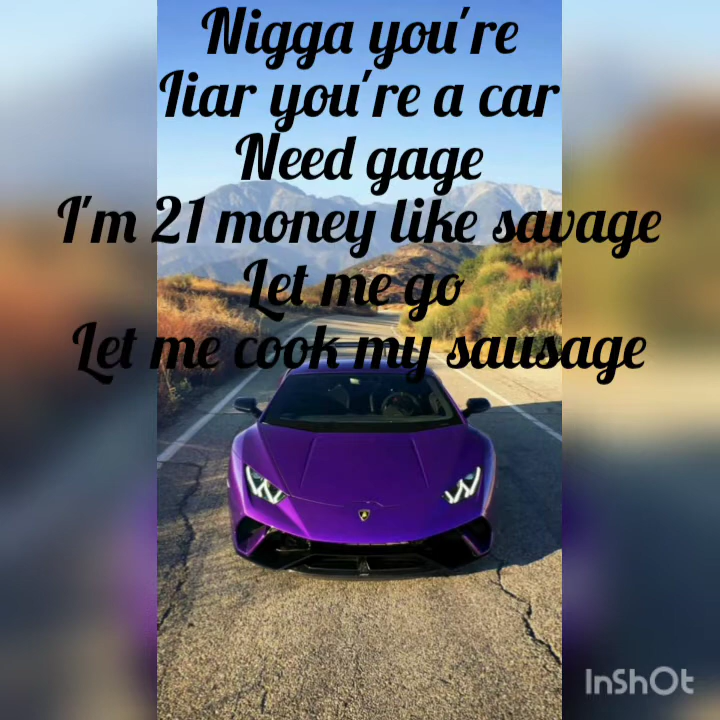 Nigga you're
liar you're a car
Need gage
I'm 21 money like savage
Let me go
Let me cook my sausage
InShOt